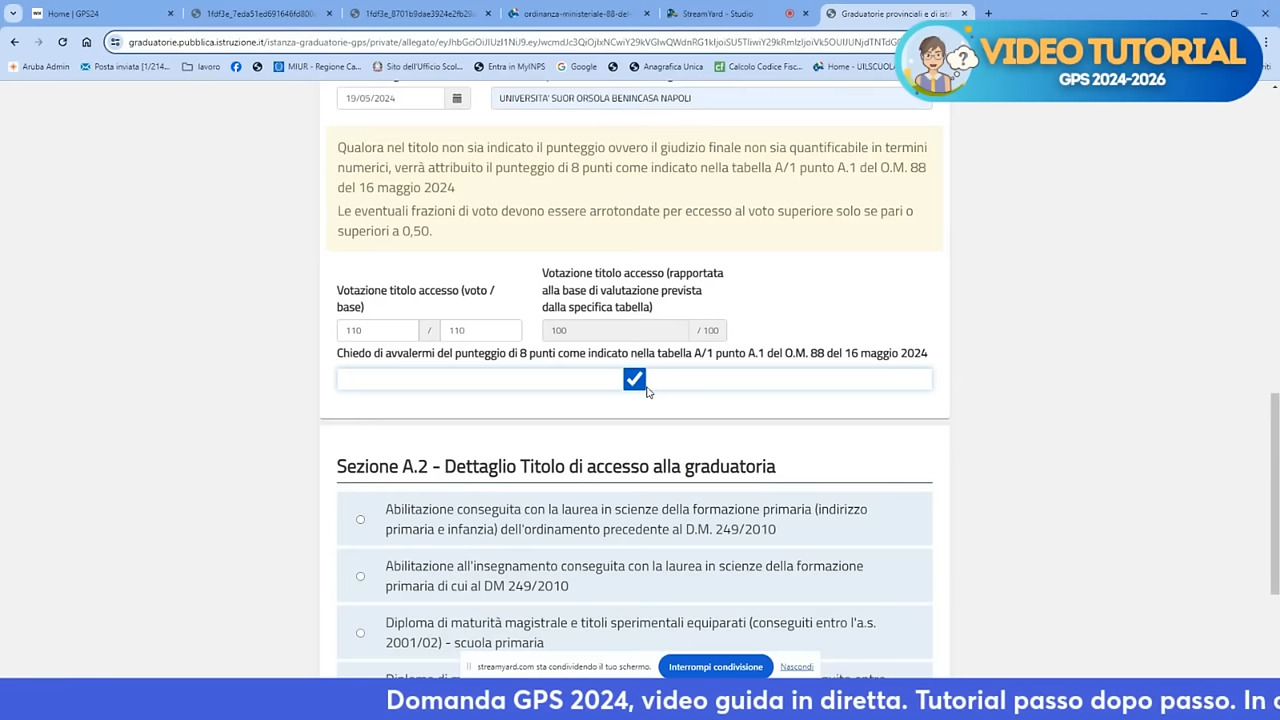 Home | GPS24
1fdf3_7eda51ed691646fd800
1fdf3_8701b9dae3924e2fb29
ordinanza-ministeriale-88-del-
StreamYard - Studio
Graduatorie provinciali e di isti
graduatorie.pubblica.istruzione.it/istanza-graduatorie-gps/private/allegato/
VIDEO TUTORIAL
GPS 2024-2026
Aruba Admin
Posta inviata [1/214...
lavoro
MIUR - Regione Ca...
Sito dell'Ufficio Scol...
Entra in MyINPS
Google
Anagrafica Unica
Calcolo Codice Fisc...
Home - UILSCUOLA
19/05/2024
UNIVERSITA' SUOR ORSOLA BENINCASA NAPOLI
Qualora nel titolo non sia indicato il punteggio ovvero il giudizio finale non sia quantificabile in termini
numerici, verrà attribuito il punteggio di 8 punti come indicato nella tabella A/1 punto A.1 del O.M. 88
del 16 maggio 2024
Le eventuali frazioni di voto devono essere arrotondate per eccesso al voto superiore solo se pari o
superiori a 0,50.
Votazione titolo accesso (voto /
base)
Votazione titolo accesso (rapportata
alla base di valutazione prevista
dalla specifica tabella)
110 / 110
100 / 100
Chiedo di avvalermi del punteggio di 8 punti come indicato nella tabella A/1 punto A.1 del O.M. 88 del 16 maggio 2024
Sezione A.2 - Dettaglio Titolo di accesso alla graduatoria
Abilitazione conseguita con la laurea in scienze della formazione primaria (indirizzo
primaria e infanzia) dell'ordinamento precedente al D.M. 249/2010
Abilitazione all'insegnamento conseguita con la laurea in scienze della formazione
primaria di cui al DM 249/2010
Diploma di maturità magistrale e titoli sperimentali equiparati (conseguiti entro l'a.s.
2001/02) - scuola primaria
streamyard.com sta condividendo il tuo schermo.
Interrompi condivisione
Nascondi
Domanda GPS 2024, video guida in diretta. Tutorial passo dopo passo. In